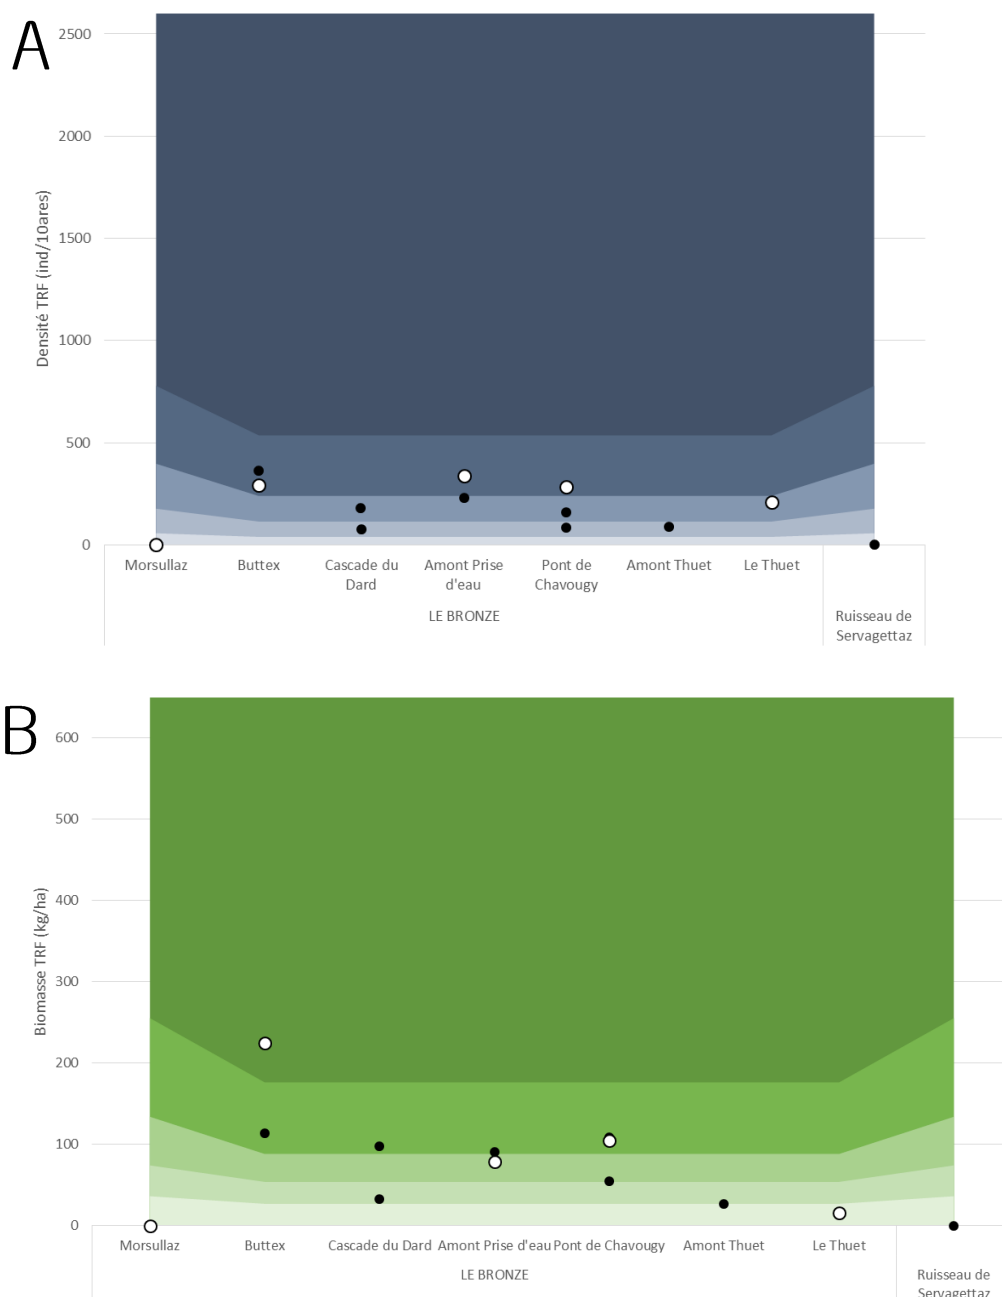 A
2500
2000
1500
1000
500
0
Densité TRF (ind/10ares)
Morsullaz Buttex Cascade du Amont Prise Pont de Amont Thuet Le Thuet
Dard d'eau Chavougy
LE BRONZE Ruisseau de
Servagettaz
B
600
500
400
300
200
100
0
Biomasse TRF (kg/ha)
Morsullaz Buttex Cascade du Dard Amont Prise d'eau Pont de Chavougy Amont Thuet Le Thuet
LE BRONZE Ruisseau de
Servagettaz